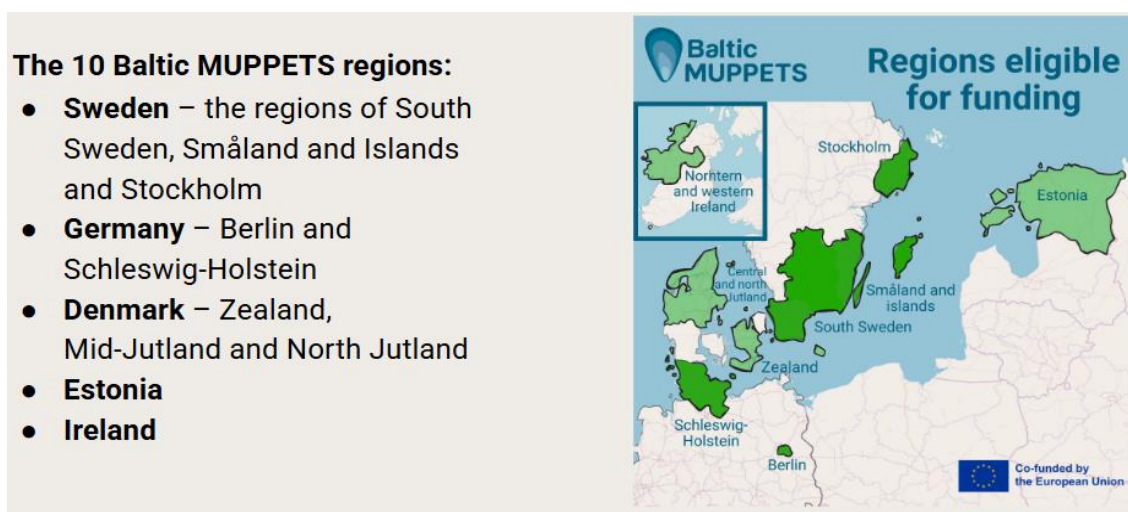 The 10 Baltic MUPPETS regions:
● Sweden – the regions of South
Sweden, Småland and Islands
and Stockholm
● Germany – Berlin and
Schleswig-Holstein
● Denmark – Zealand,
Mid-Jutland and North Jutland
● Estonia
● Ireland
Baltic
MUPPETS
Regions eligible
for funding
Norhtern
and western
Ireland
Stockholm
Estonia
Central
and north
Jutland
Småland and
islands
South Sweden
Zealand
Schleswig-
Holstein
Berlin
Co-funded by
the European Union